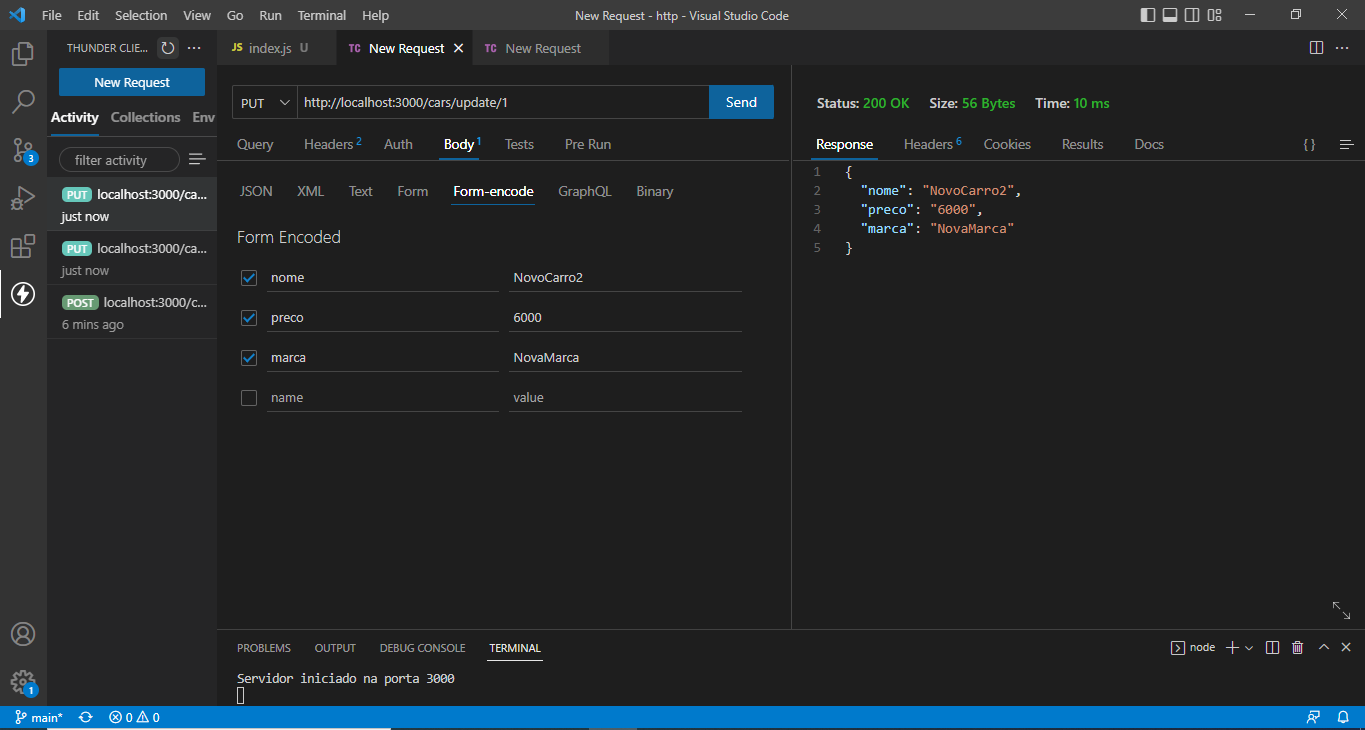 File Edit Selection View Go Run Terminal Help New Request - http - Visual Studio Code
THUNDER CLIE... ···
JS index.js U TC New Request TC New Request
New Request
Activity Collections Env
filter activity
PUT localhost:3000/ca...
just now
PUT localhost:3000/ca...
just now
POST localhost:3000/c...
6 mins ago
3
1
PUT http://localhost:3000/cars/update/1 Send
Query Headers 2 Auth Body 1 Tests Pre Run
JSON XML Text Form Form-encode GraphQL Binary
Form Encoded
nome NovoCarro2
preco 6000
marca NovaMarca
name value
Status: 200 OK Size: 56 Bytes Time: 10 ms
Response Headers 6 Cookies Results Docs { }
1 {
2 "nome": "NovoCarro2",
3 "preco": "6000",
4 "marca": "NovaMarca"
5 }
PROBLEMS OUTPUT DEBUG CONSOLE TERMINAL node
Servidor iniciado na porta 3000
main* 0 0